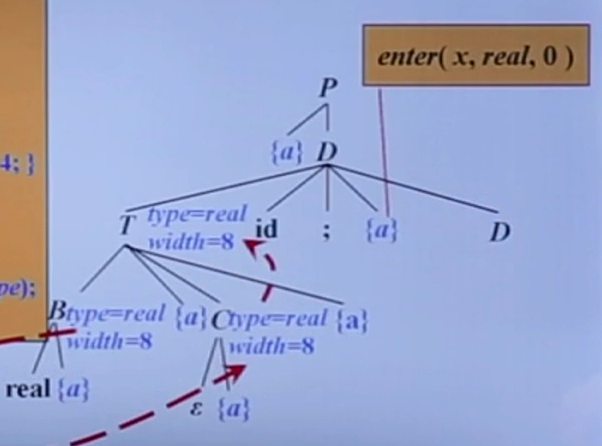 enter( x, real, 0 )
P
{a} D
4; }
T type=real id ; {a} D
width=8
pe);
B type=real {a} C type=real {a}
width=8 width=8
real {a}
ε {a}